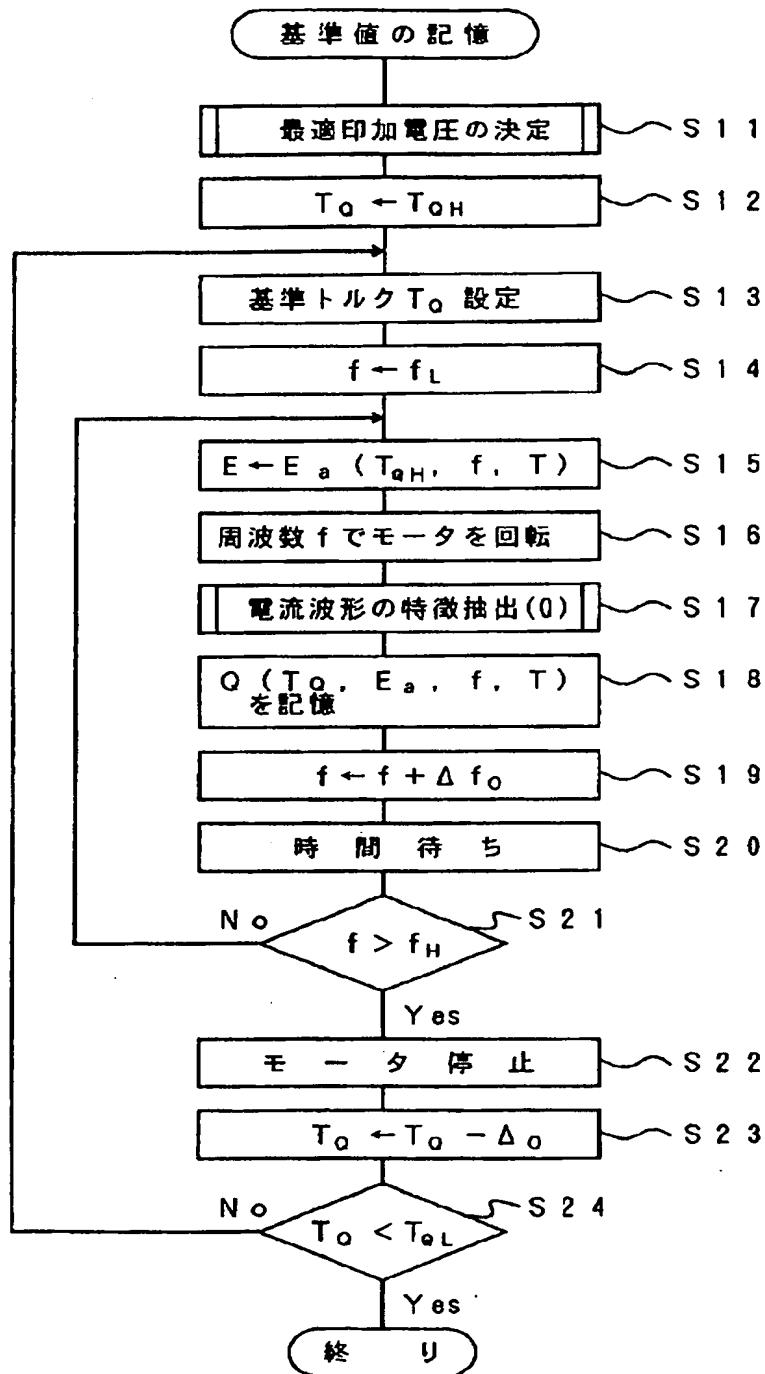 基準値の記憶
最適印加電圧の決定 S11
T_Q ← T_QH S12
基準トルクT_Q 設定 S13
f ← f_L S14
E ← E_a (T_QH, f, T) S15
周波数fでモータを回転 S16
電流波形の特徴抽出(Q) S17
Q (T_Q, E_a, f, T) S18
を記憶
f ← f + Δf_O S19
時間待ち S20
No S21
f > f_H
Yes
モータ停止 S22
T_Q ← T_Q - Δ_Q S23
No S24
T_Q < T_QL
Yes
終り